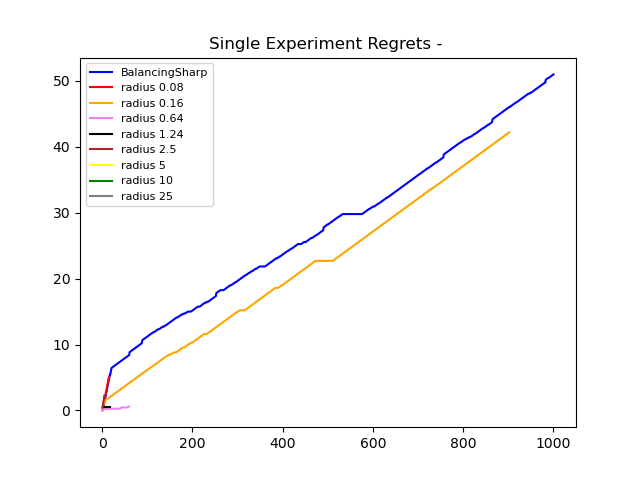 Single Experiment Regrets -
BalancingSharp
radius 0.08
radius 0.16
radius 0.64
radius 1.24
radius 2.5
radius 5
radius 10
radius 25
50
40
30
20
10
0
0 200 400 600 800 1000